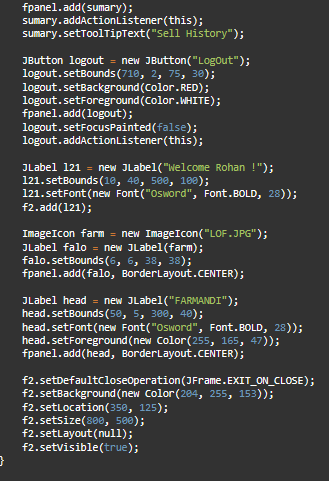 fpanel.add(sumary);
sumary.addActionListener(this);
sumary.setToolTipText("Sell History");
JButton logout = new JButton("LogOut");
logout.setBounds(710, 2, 75, 30);
logout.setBackground(Color.RED);
logout.setForeground(Color.WHITE);
fpanel.add(logout);
logout.setFocusPainted(false);
logout.addActionListener(this);
JLabel l21 = new JLabel("Welcome Rohan !");
l21.setBounds(10, 40, 500, 100);
l21.setFont(new Font("Osword", Font.BOLD, 28));
f2.add(l21);
ImageIcon farm = new ImageIcon("LOF.JPG");
JLabel falo = new JLabel(farm);
falo.setBounds(6, 6, 38, 38);
fpanel.add(falo, BorderLayout.CENTER);
JLabel head = new JLabel("FARMANDI");
head.setBounds(50, 5, 300, 40);
head.setFont(new Font("Osword", Font.BOLD, 28));
head.setForeground(new Color(255, 165, 47));
fpanel.add(head, BorderLayout.CENTER);
f2.setDefaultCloseOperation(JFrame.EXIT_ON_CLOSE);
f2.setBackground(new Color(204, 255, 153));
f2.setLocation(350, 125);
f2.setSize(800, 500);
f2.setLayout(null);
f2.setVisible(true);
}